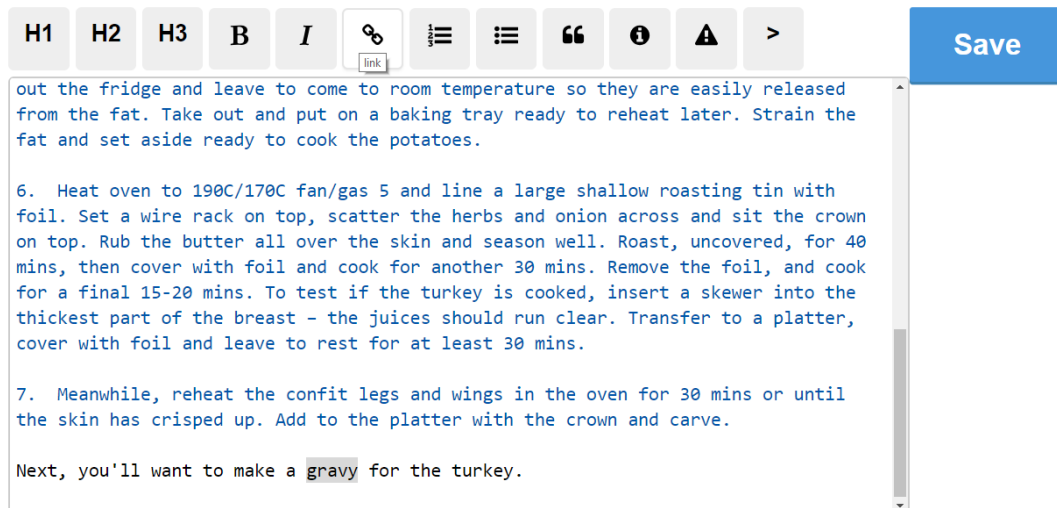 H1 H2 H3 B I > Save
link
out the fridge and leave to come to room temperature so they are easily released
from the fat. Take out and put on a baking tray ready to reheat later. Strain the
fat and set aside ready to cook the potatoes.
6. Heat oven to 190C/170C fan/gas 5 and line a large shallow roasting tin with
foil. Set a wire rack on top, scatter the herbs and onion across and sit the crown
on top. Rub the butter all over the skin and season well. Roast, uncovered, for 40
mins, then cover with foil and cook for another 30 mins. Remove the foil, and cook
for a final 15-20 mins. To test if the turkey is cooked, insert a skewer into the
thickest part of the breast – the juices should run clear. Transfer to a platter,
cover with foil and leave to rest for at least 30 mins.
7. Meanwhile, reheat the confit legs and wings in the oven for 30 mins or until
the skin has crisped up. Add to the platter with the crown and carve.
Next, you'll want to make a gravy for the turkey.